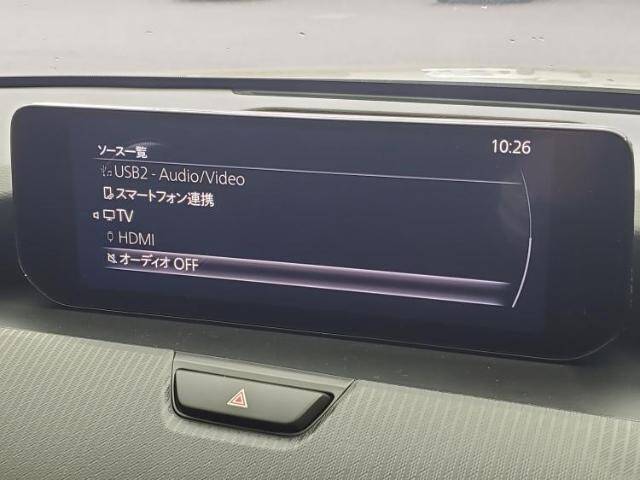 ソース一覧
10:26
USB2 - Audio/Video
スマートフォン連携
TV
HDMI
オーディオ OFF